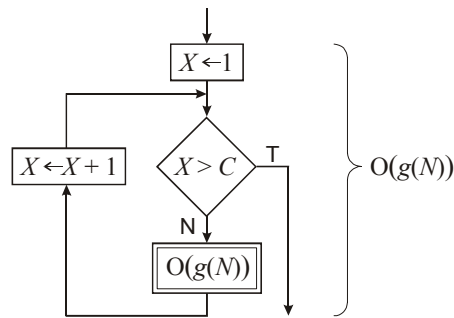 X ←1
X > C
T
X ←X + 1
O(g(N))
N
O(g(N))